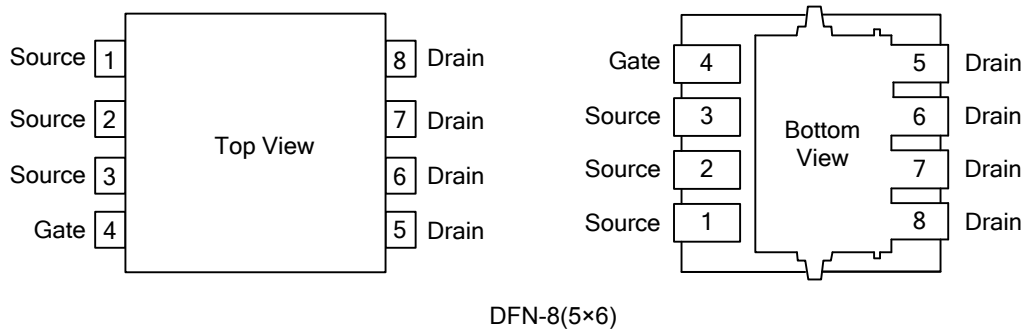 Source 1 8 Drain
Source 2 7 Drain
Source 3 6 Drain
Gate 4 5 Drain
Top View
Gate 4 5 Drain
Source 3 6 Drain
Source 2 7 Drain
Source 1 8 Drain
Bottom
View
DFN-8(5×6)